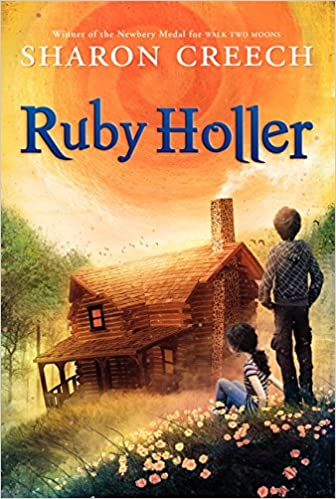 Winner of the Newbery Medal for WALK TWO MOONS
SHARON CREECH
Ruby Holler